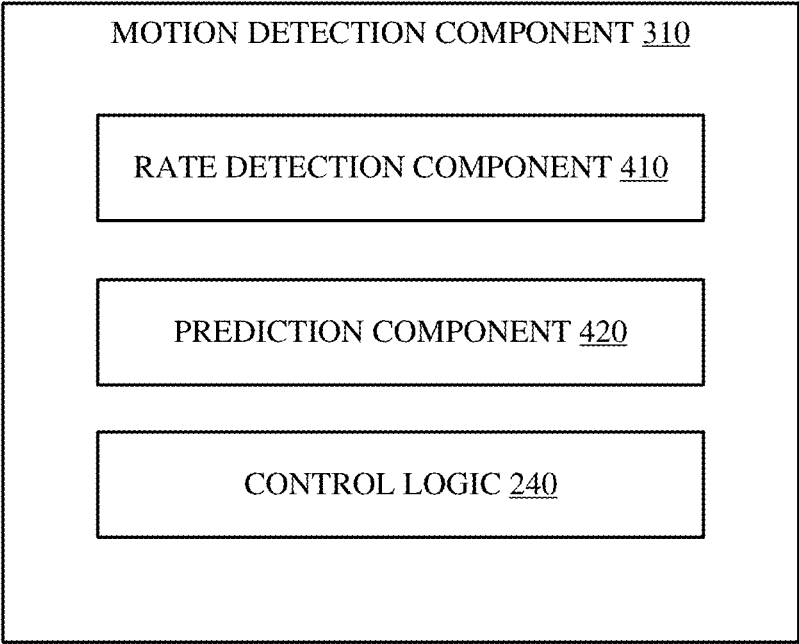 MOTION DETECTION COMPONENT 310
RATE DETECTION COMPONENT 410
PREDICTION COMPONENT 420
CONTROL LOGIC 240